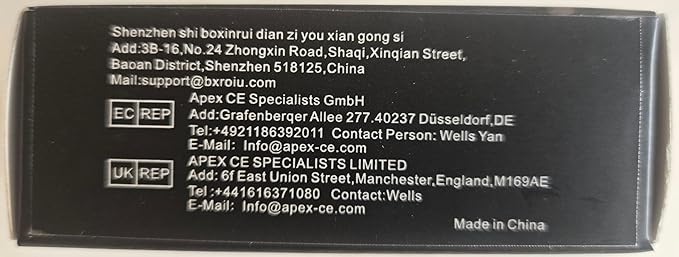 Shenzhen shi boxinrui dian zi you xian gong si
Add:3B-16,No.24 Zhongxin Road,Shaqi,Xinqian Street,
Baoan District,Shenzhen 518125,China
Mail:support@bxroiu.com
Apex CE Specialists GmbH
EC REP Add:Grafenberqer Allee 277.40237 Düsseldorf,DE
Tel:+4921186392011 Contact Person: Wells Yan
E-Mail: Info@apex-ce.com
APEX CE SPECIALISTS LIMITED
UK REP Add: 6f East Union Street,Manchester,England,M169AE
Tel :+441616371080 Contact:Wells
E-Mail: Info@apex-ce.com
Made in China